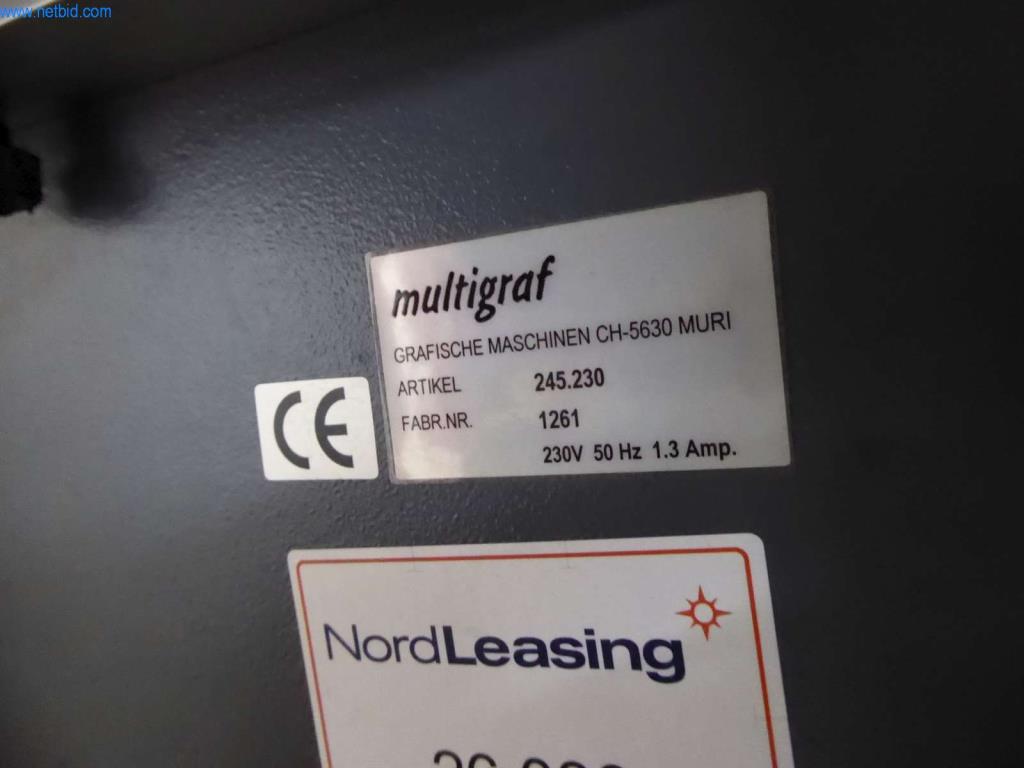 www.netbid.com
multigraf
GRAFISCHE MASCHINEN CH-5630 MURI
ARTIKEL 245.230
FABR.NR. 1261
230V 50 Hz 1.3 Amp.
CE
NordLeasing